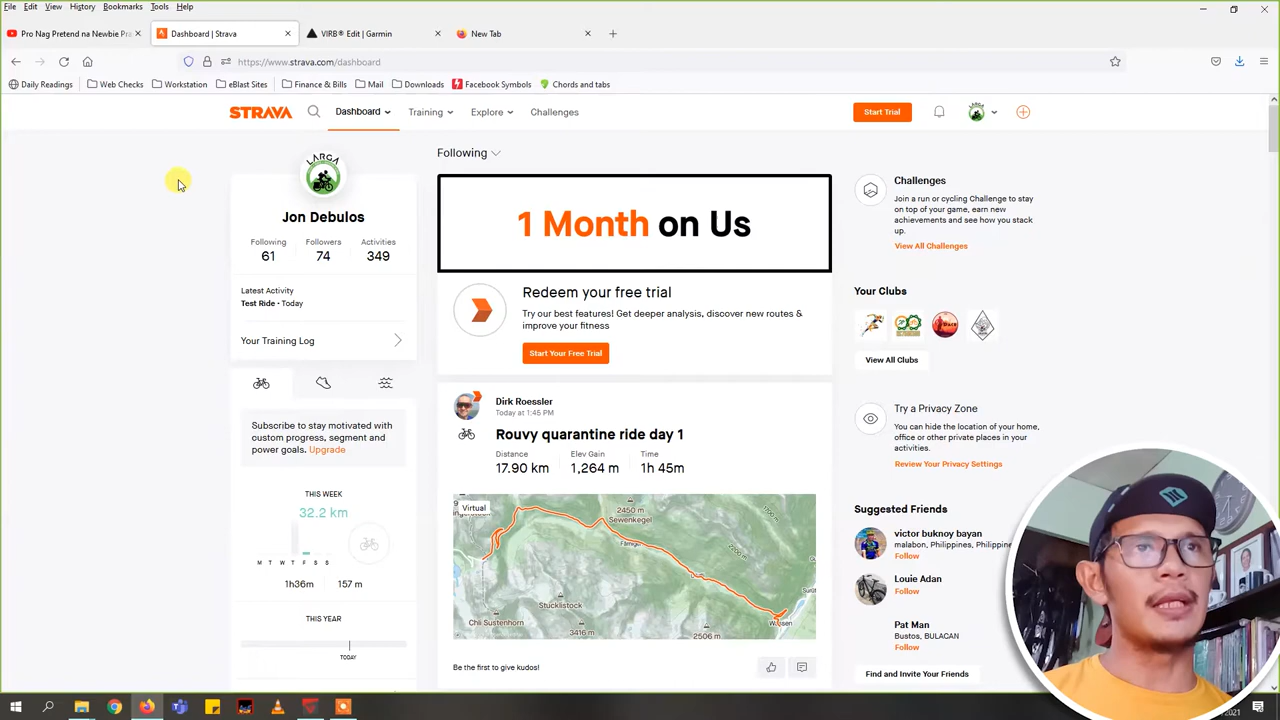 File Edit View History Bookmarks Tools Help
Pro Nag Pretend na Newbie Pra
Dashboard | Strava
VIRB® Edit | Garmin
New Tab
https://www.strava.com/dashboard
Daily Readings Web Checks Workstation eBlast Sites Finance & Bills Mail Downloads Facebook Symbols Chords and tabs
STRAVA Dashboard Training Explore Challenges Start Trial
LARGA
Jon Debulos
Following Followers Activities
61 74 349
Latest Activity
Test Ride • Today
Your Training Log
Subscribe to stay motivated with
custom progress, segment and
power goals. Upgrade
THIS WEEK
32.2 km
M T W T F S S
1h36m 157 m
THIS YEAR
TODAY
Following
1 Month on Us
Redeem your free trial
Try our best features! Get deeper analysis, discover new routes &
improve your fitness
Start Your Free Trial
Dirk Roessler
Today at 1:45 PM
Rouvy quarantine ride day 1
Distance Elev Gain Time
17.90 km 1,264 m 1h 45m
Virtual
2450 m
Sewenkegel
Stucklistock
Chli Sustenhorn
3416 m
2506 m
Be the first to give kudos!
Challenges
Join a run or cycling Challenge to stay
on top of your game, earn new
achievements and see how you stack
up.
View All Challenges
Your Clubs
View All Clubs
Try a Privacy Zone
You can hide the location of your home,
office or other private places in your
activities.
Review Your Privacy Settings
Suggested Friends
victor buknoy bayan
malabon, Philippines, Philippine
Follow
Louie Adan
Follow
Pat Man
Bustos, BULACAN
Follow
Find and Invite Your Friends
2021